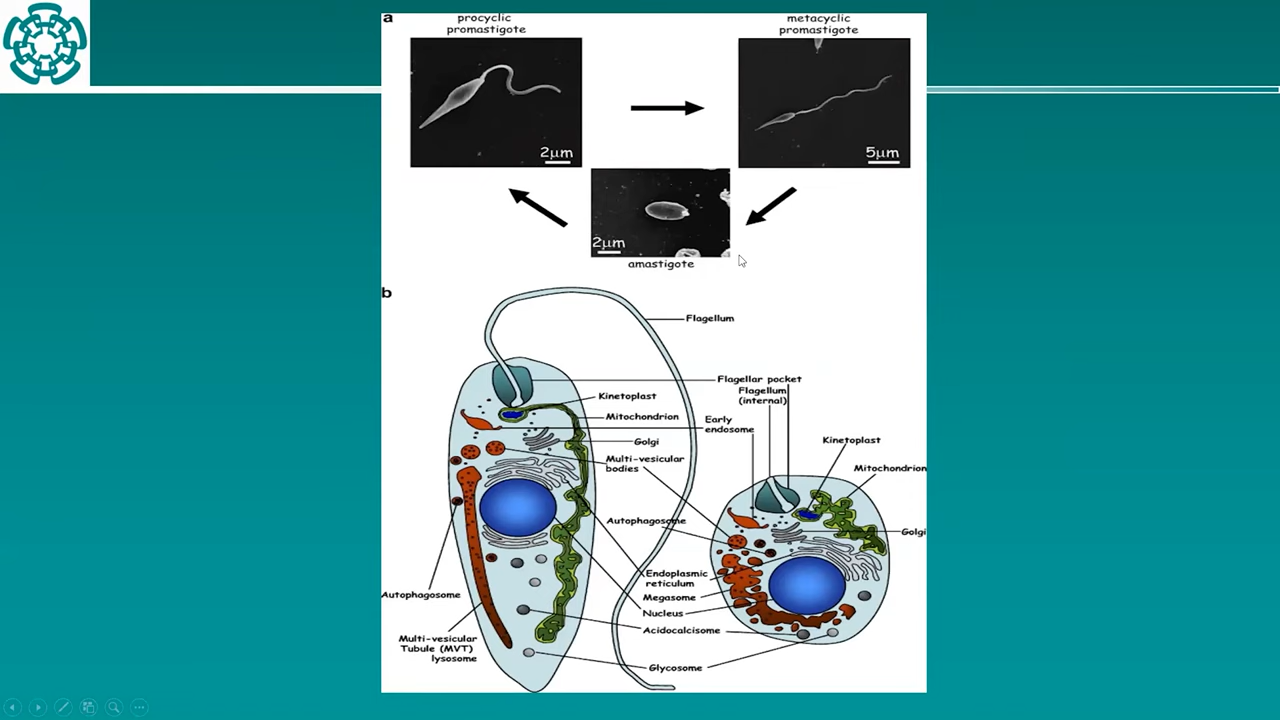 a
procyclic
promastigote
metacyclic
promastigote
2μm
5μm
2μm
amastigote
b
Flagellum
Flagellar pocket
Flagellum
(internal)
Kinetoplast
Mitochondrion
Early
endosome
Golgi
Multi-vesicular
bodies
Kinetoplast
Mitochondrion
Autophagosome
Golgi
Endoplasmic
reticulum
Megasome
Nucleus
Autophagosome
Acidocalcisome
Multi-vesicular
Tubule (MVT)
lysosome
Glycosome